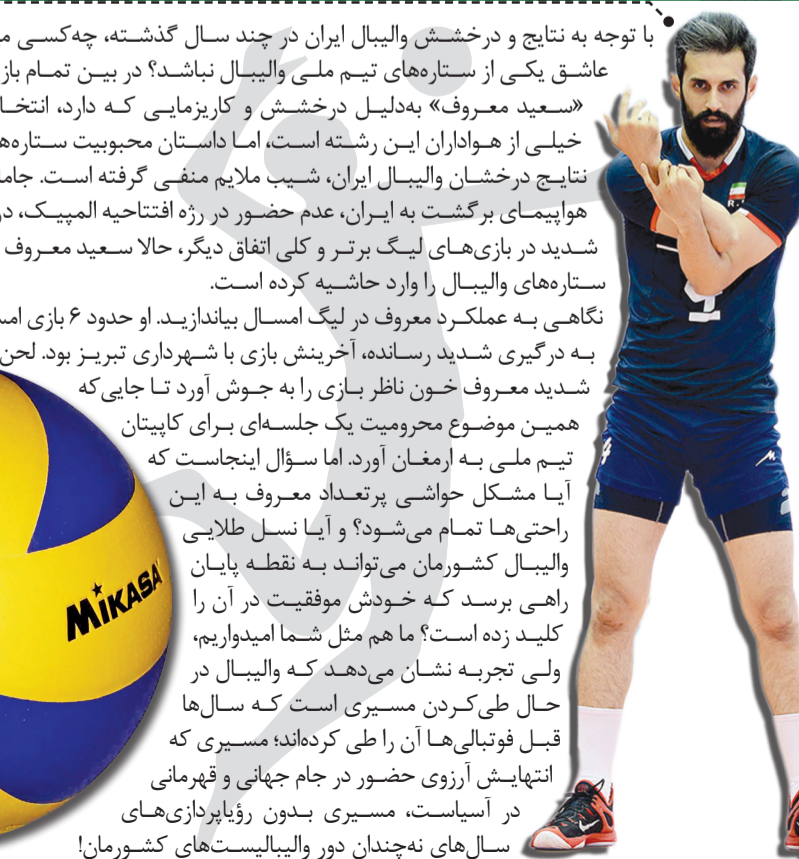 با توجه به نتایج و درخشش والیبال ایران در چند سال گذشته، چه‌کسی
عاشق یکی از ستاره‌های تیم ملی والیبال نباشد؟ در بین تمام
«سعید معروف» به‌دلیل درخشش و کاریزمایی که دارد،
خیلی از هواداران این رشته است، اما داستان محبوبیت
نتایج درخشان والیبال ایران، شیب ملایم منفی گرفته است.
هواپیمای برگشت به ایران، عدم حضور در رژه افتتاحیه المپیک،
شدید در بازی‌های لیگ برتر و کلی اتفاق دیگر، حالا سعید معروف
ستاره‌های والیبال را وارد حاشیه کرده است.
نگاهی به عملکرد معروف در لیگ امسال بیاندازید. او حدود ۶ بازی
به درگیری شدید رسانده، آخرینش بازی با شهرداری تبریز بود. لحن
شدید معروف خون ناظر بازی را به جوش آورد تا جایی‌که
همین موضوع محرومیت یک جلسه‌ای برای کاپیتان
تیم ملی به ارمغان آورد. اما سؤال اینجاست که
آیا مشکل حواشی پرتعداد معروف به این
راحتی‌ها تمام می‌شود؟ و آیا نسل طلایی
والیبال کشورمان می‌تواند به نقطه پایان
راهی برسد که خودش موفقیت در آن را
کلید زده است؟ ما هم مثل شما امیدواریم،
ولی تجربه نشان می‌دهد که والیبال در
حال طی‌کردن مسیری است که سال‌ها
قبل فوتبالی‌ها آن را طی کرده‌اند؛ مسیری که
انتهایش آرزوی حضور در جام جهانی و قهرمانی
در آسیاست، مسیری بدون رؤیاپردازی‌های
سال‌های نه‌چندان دور والیبالیست‌های کشورمان!
MIKASA